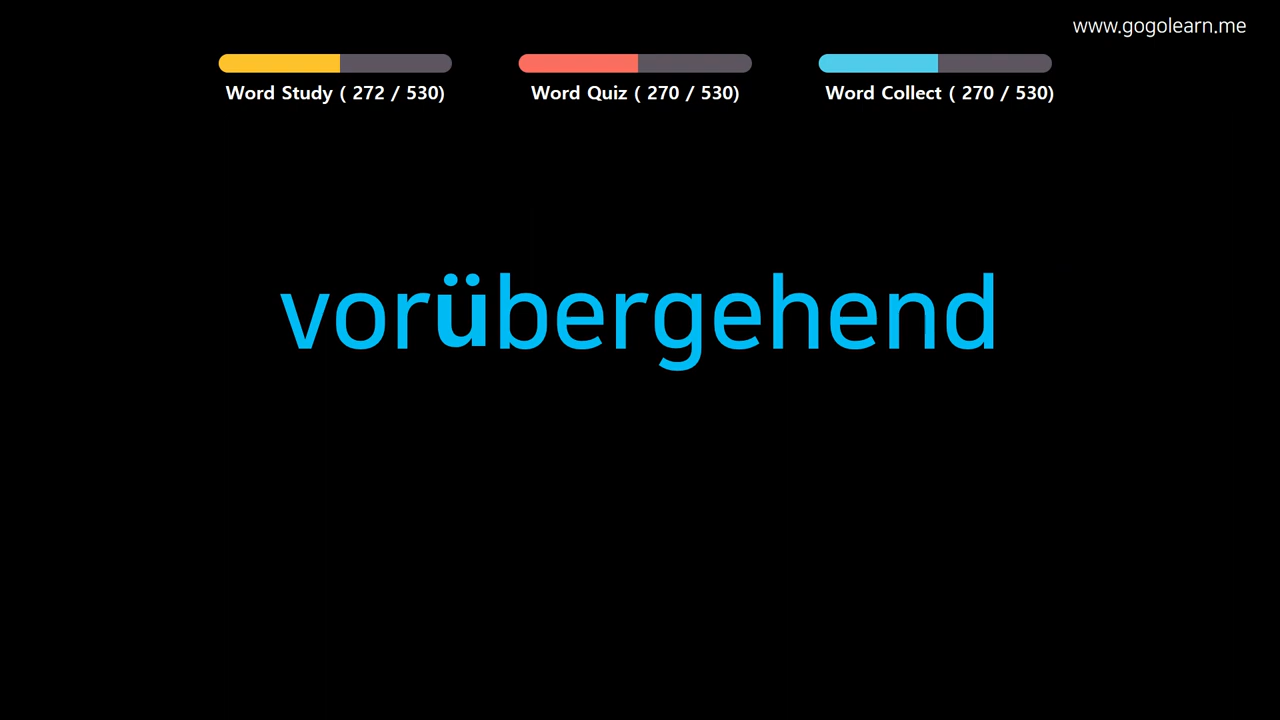 www.gogolearn.me
Word Study ( 272 / 530)
Word Quiz ( 270 / 530)
Word Collect ( 270 / 530)
vorübergehend